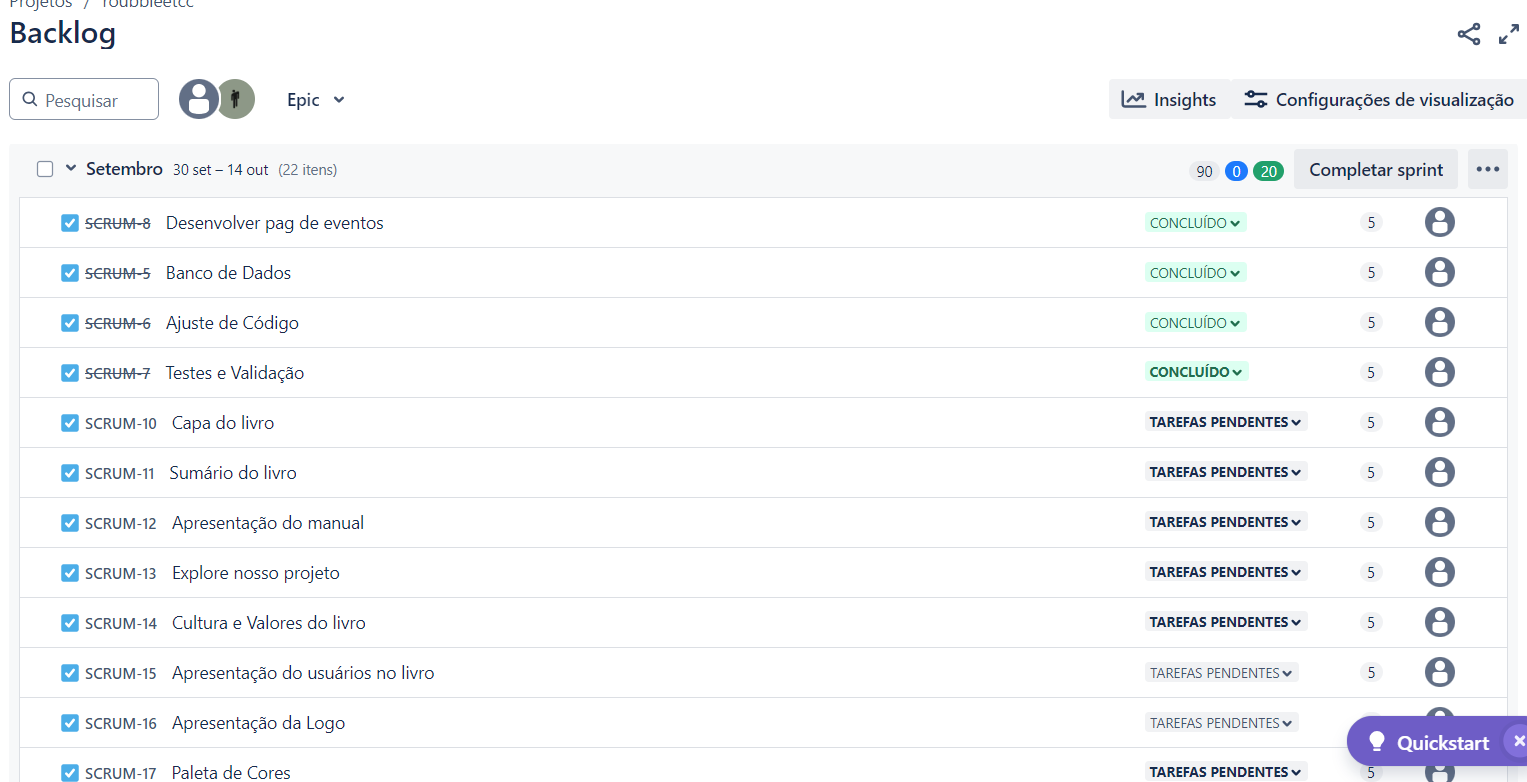 Projetos / roubbleetcc
Backlog
Pesquisar
Epic
Insights
Configurações de visualização
Setembro 30 set – 14 out (22 itens) 90 0 20 Completar sprint
SCRUM-8 Desenvolver pag de eventos CONCLUÍDO 5
SCRUM-5 Banco de Dados CONCLUÍDO 5
SCRUM-6 Ajuste de Código CONCLUÍDO 5
SCRUM-7 Testes e Validação CONCLUÍDO 5
SCRUM-10 Capa do livro TAREFAS PENDENTES 5
SCRUM-11 Sumário do livro TAREFAS PENDENTES 5
SCRUM-12 Apresentação do manual TAREFAS PENDENTES 5
SCRUM-13 Explore nosso projeto TAREFAS PENDENTES 5
SCRUM-14 Cultura e Valores do livro TAREFAS PENDENTES 5
SCRUM-15 Apresentação do usuários no livro TAREFAS PENDENTES 5
SCRUM-16 Apresentação da Logo TAREFAS PENDENTES
Quickstart
SCRUM-17 Paleta de Cores TAREFAS PENDENTES 5